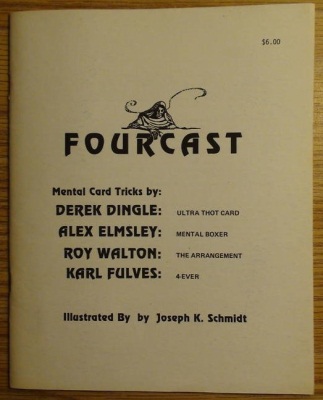 $6.00
FOURCAST
Mental Card Tricks by:
DEREK DINGLE: ULTRA THOT CARD
ALEX ELMSLEY: MENTAL BOXER
ROY WALTON: THE ARRANGEMENT
KARL FULVES: 4-EVER
Illustrated By by Joseph K. Schmidt